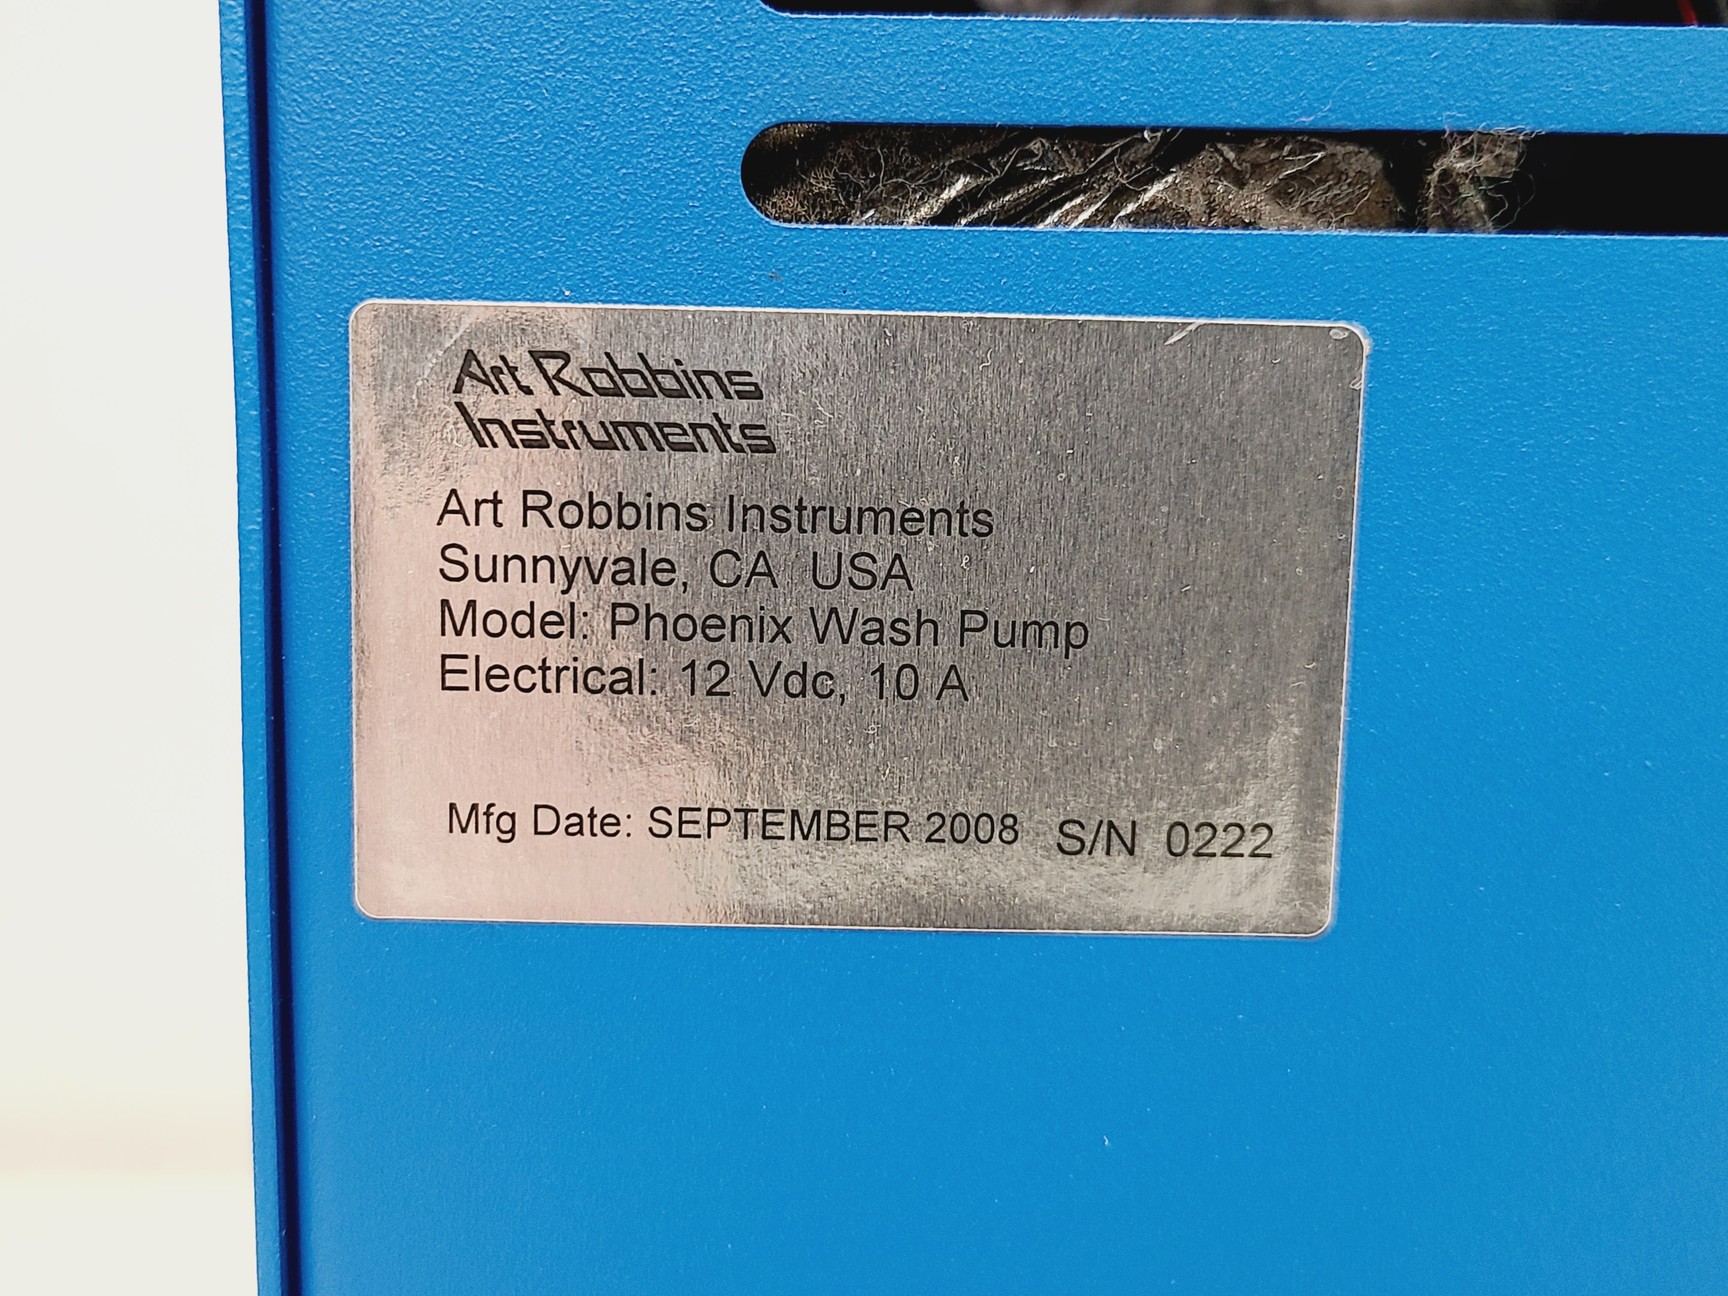 Art Robbins
Instruments
Art Robbins Instruments
Sunnyvale, CA USA
Model: Phoenix Wash Pump
Electrical: 12 Vdc, 10 A
Mfg Date: SEPTEMBER 2008 S/N 0222